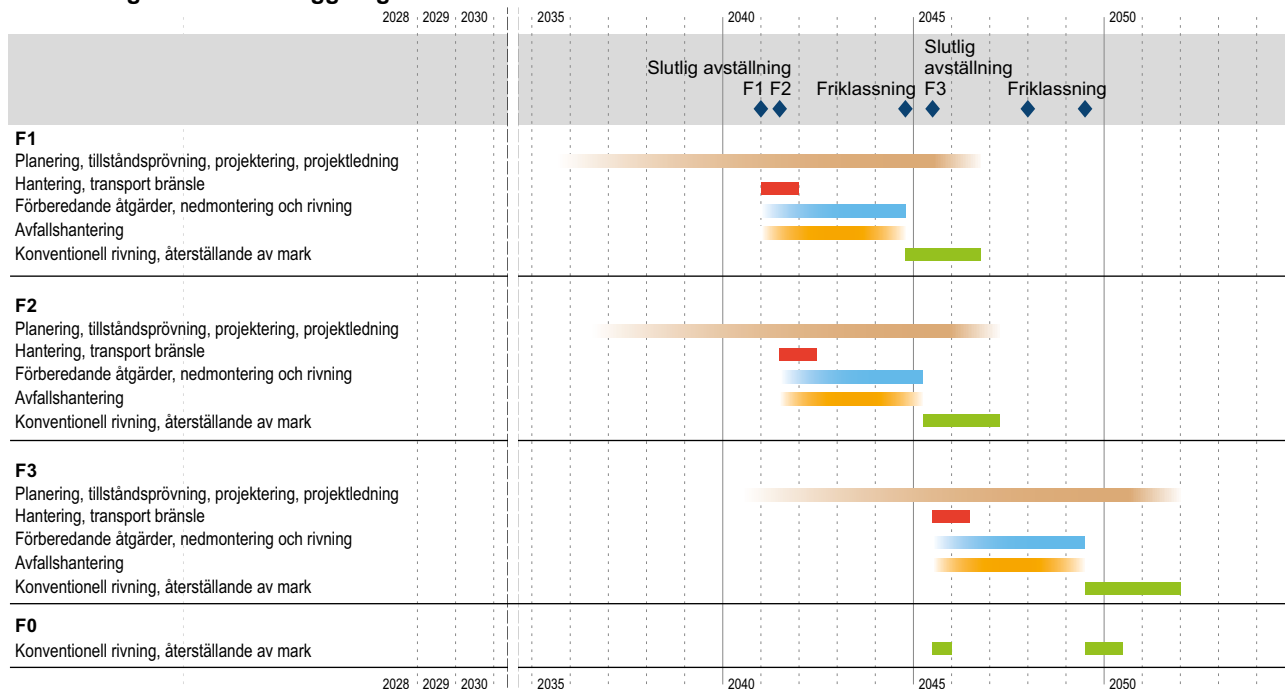 2028 2029 2030 2035 2040 2045 2050
Slutlig avställning
F1 F2
Friklassning
Slutlig
avställning
F3
Friklassning
F1
Planering, tillståndsprövning, projektering, projektledning
Hantering, transport bränsle
Förberedande åtgärder, nedmontering och rivning
Avfallshantering
Konventionell rivning, återställande av mark
F2
Planering, tillståndsprövning, projektering, projektledning
Hantering, transport bränsle
Förberedande åtgärder, nedmontering och rivning
Avfallshantering
Konventionell rivning, återställande av mark
F3
Planering, tillståndsprövning, projektering, projektledning
Hantering, transport bränsle
Förberedande åtgärder, nedmontering och rivning
Avfallshantering
Konventionell rivning, återställande av mark
F0
Konventionell rivning, återställande av mark
2028 2029 2030 2035 2040 2045 2050